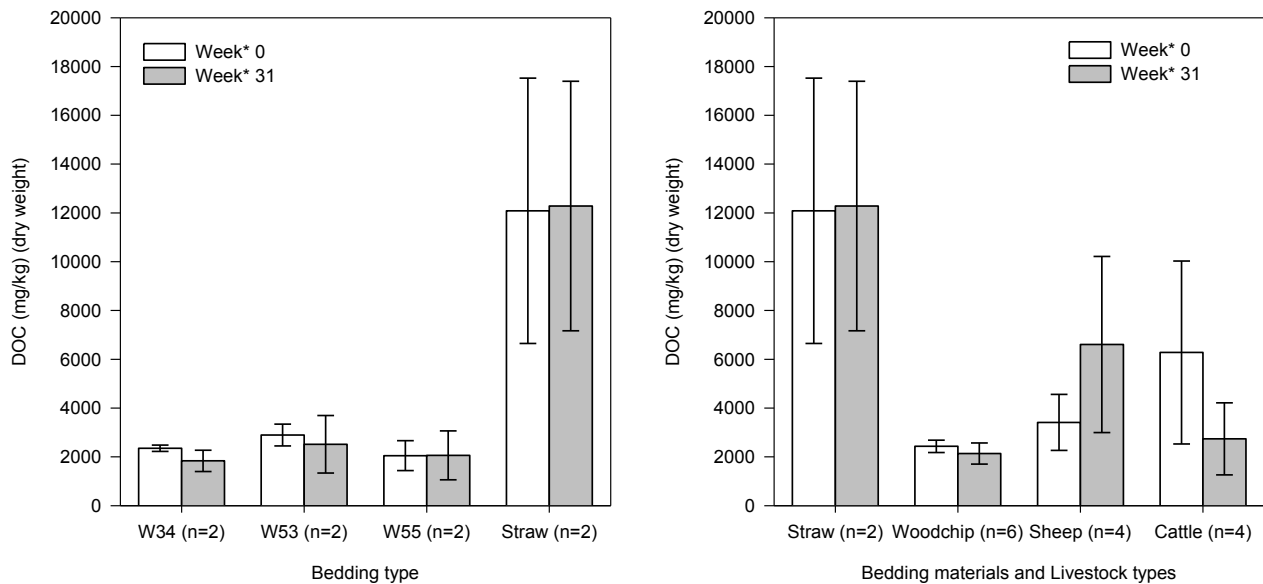 20000
18000
16000
14000
12000
10000
8000
6000
4000
2000
0
DOC (mg/kg) (dry weight)
Week* 0
Week* 31
W34 (n=2) W53 (n=2) W55 (n=2) Straw (n=2)
Bedding type
20000
18000
16000
14000
12000
10000
8000
6000
4000
2000
0
DOC (mg/kg) (dry weight)
Week* 0
Week* 31
Straw (n=2) Woodchip (n=6) Sheep (n=4) Cattle (n=4)
Bedding materials and Livestock types